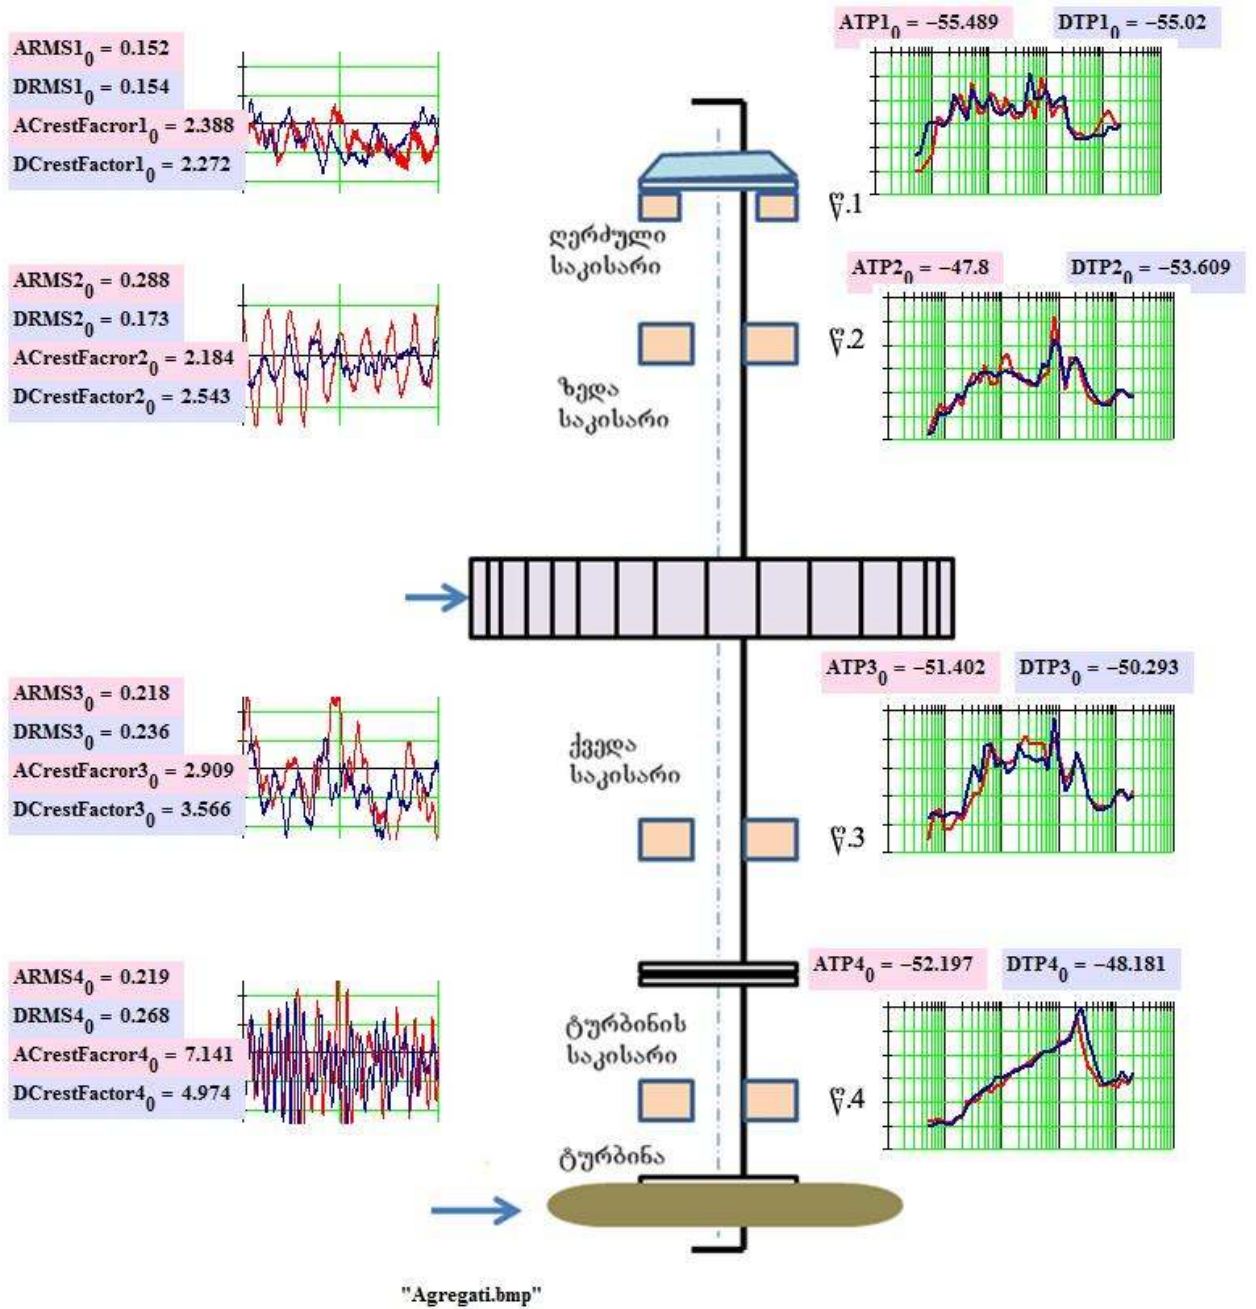 ATP1₀ = −55.489
DTP1₀ = −55.02
ARMS1₀ = 0.152
DRMS1₀ = 0.154
ACrestFacror1₀ = 2.388
DCrestFactor1₀ = 2.272
წ.1
ღერძული
საკისარი
ATP2₀ = −47.8
DTP2₀ = −53.609
ARMS2₀ = 0.288
DRMS2₀ = 0.173
ACrestFacror2₀ = 2.184
DCrestFactor2₀ = 2.543
წ.2
ზედა
საკისარი
ATP3₀ = −51.402
DTP3₀ = −50.293
ARMS3₀ = 0.218
DRMS3₀ = 0.236
ACrestFacror3₀ = 2.909
DCrestFactor3₀ = 3.566
ქვედა
საკისარი
წ.3
ATP4₀ = −52.197
DTP4₀ = −48.181
ARMS4₀ = 0.219
DRMS4₀ = 0.268
ACrestFacror4₀ = 7.141
DCrestFactor4₀ = 4.974
ტურბინის
საკისარი
წ.4
ტურბინა
"Agregati.bmp"